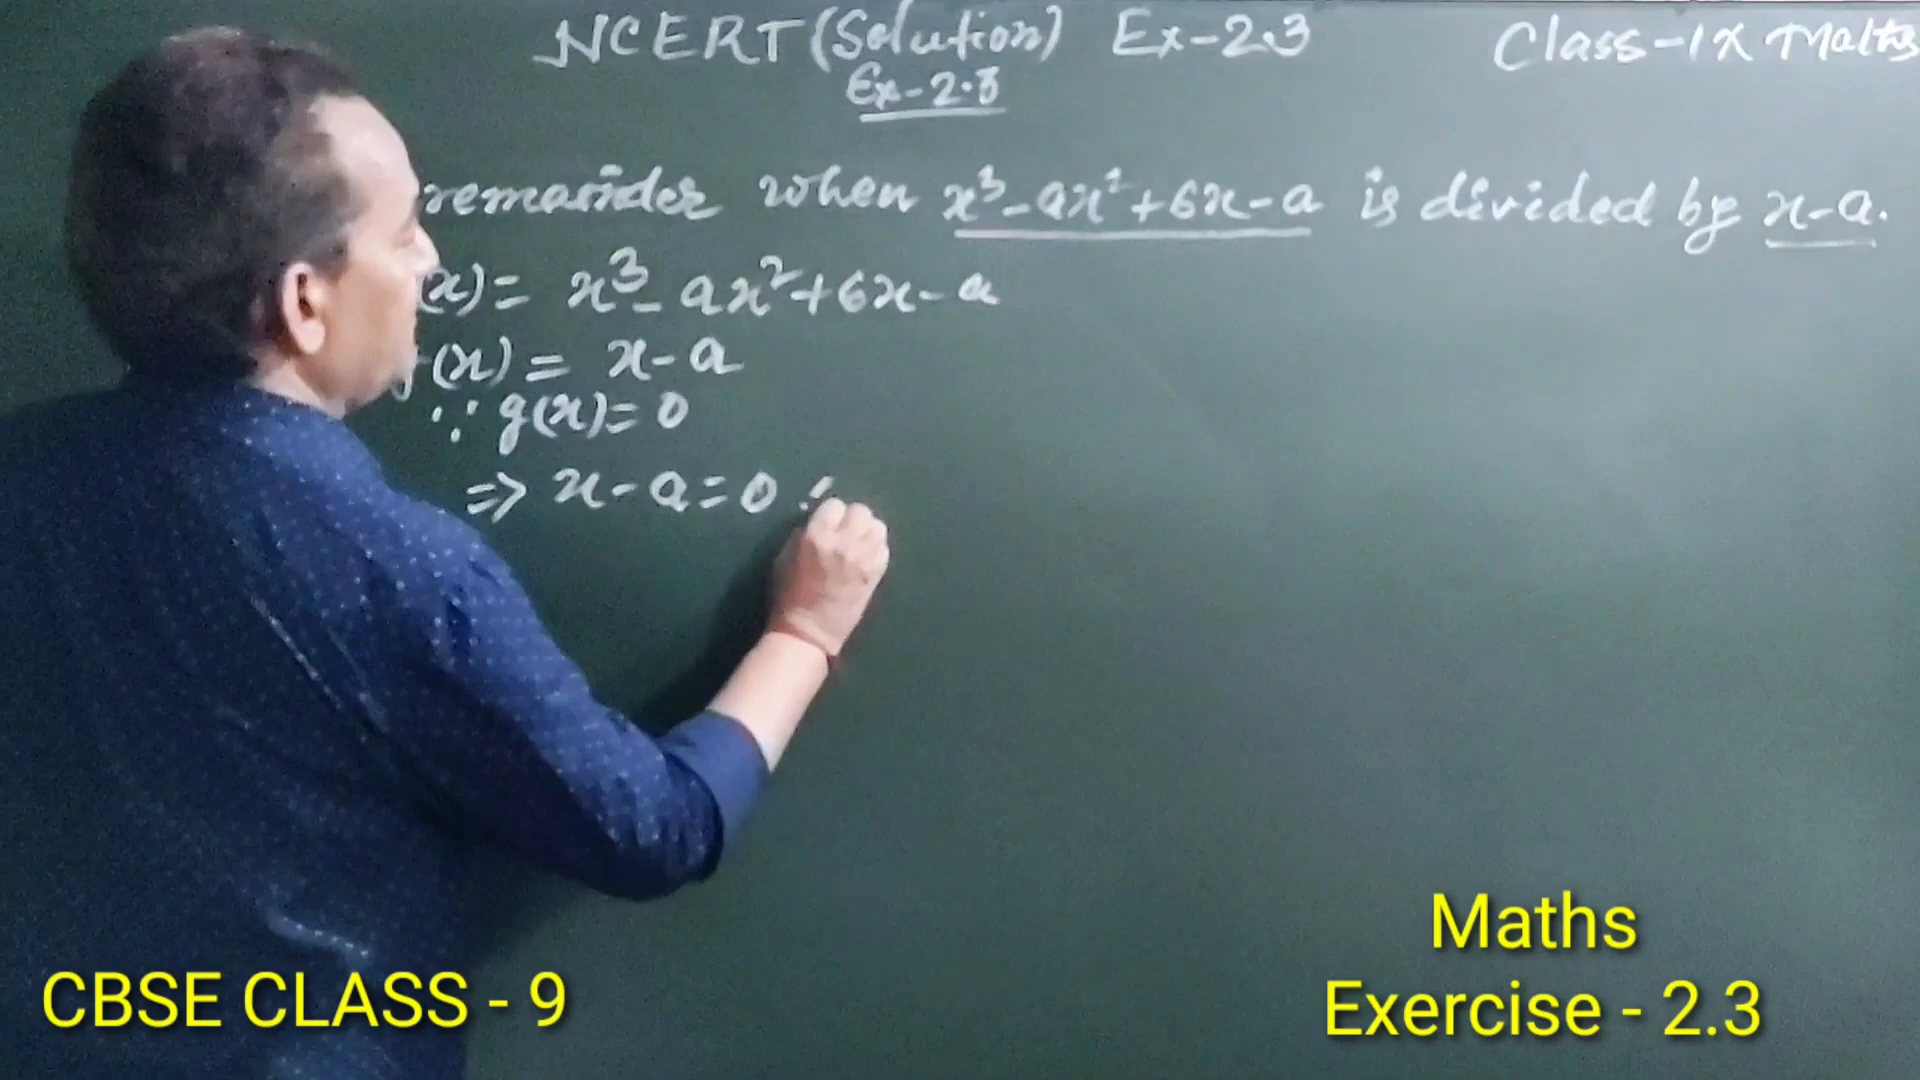 NCERT (Solution) Ex-2.3 Class-IX Maths
Ex-2.3
remainder when x³-ax²+6x-a is divided by x-a.
(x)= x³-ax²+6x-a
(x)= x-a
∵ g(x)=0
⇒ x-a=0
Maths
CBSE CLASS - 9
Exercise - 2.3